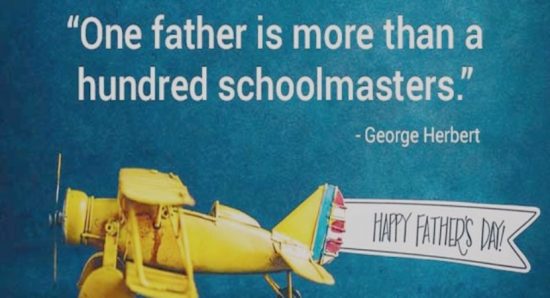 “One father is more than a
hundred schoolmasters.”
- George Herbert
HAPPY FATHER'S DAY!